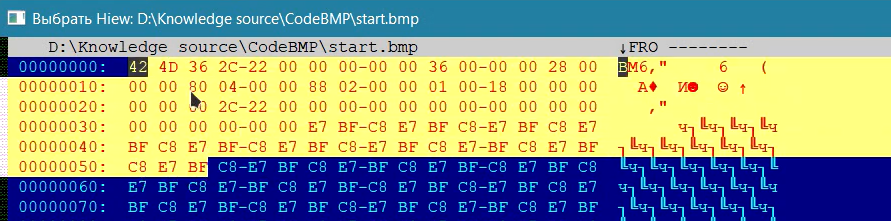 Выбрать Hiew: D:\Knowledge source\CodeBMP\start.bmp
D:\Knowledge source\CodeBMP\start.bmp ↓FRO --------
00000000: 42 4D 36 2C-22 00 00 00-00 00 36 00-00 00 28 00 BM6," 6 (
00000010: 00 00 80 04-00 00 88 02-00 00 01 00-18 00 00 00 А♦ И☻ ☺ ↑
00000020: 00 00 00 2C-22 00 00 00-00 00 00 00-00 00 00 00 ,"
00000030: 00 00 00 00-00 00 E7 BF-C8 E7 BF C8-E7 BF C8 E7 ч┐╚ч┐╚ч┐╚ч
00000040: BF C8 E7 BF-C8 E7 BF C8-E7 BF C8 E7-BF C8 E7 BF ┐╚ч┐╚ч┐╚ч┐╚ч┐╚ч┐
00000050: C8 E7 BF C8-E7 BF C8 E7-BF C8 E7 BF-C8 E7 BF C8 ╚ч┐╚ч┐╚ч┐╚ч┐╚ч┐╚
00000060: E7 BF C8 E7-BF C8 E7 BF-C8 E7 BF C8-E7 BF C8 E7 ч┐╚ч┐╚ч┐╚ч┐╚ч┐╚ч
00000070: BF C8 E7 BF-C8 E7 BF C8-E7 BF C8 E7-BF C8 E7 BF ┐╚ч┐╚ч┐╚ч┐╚ч┐╚ч┐